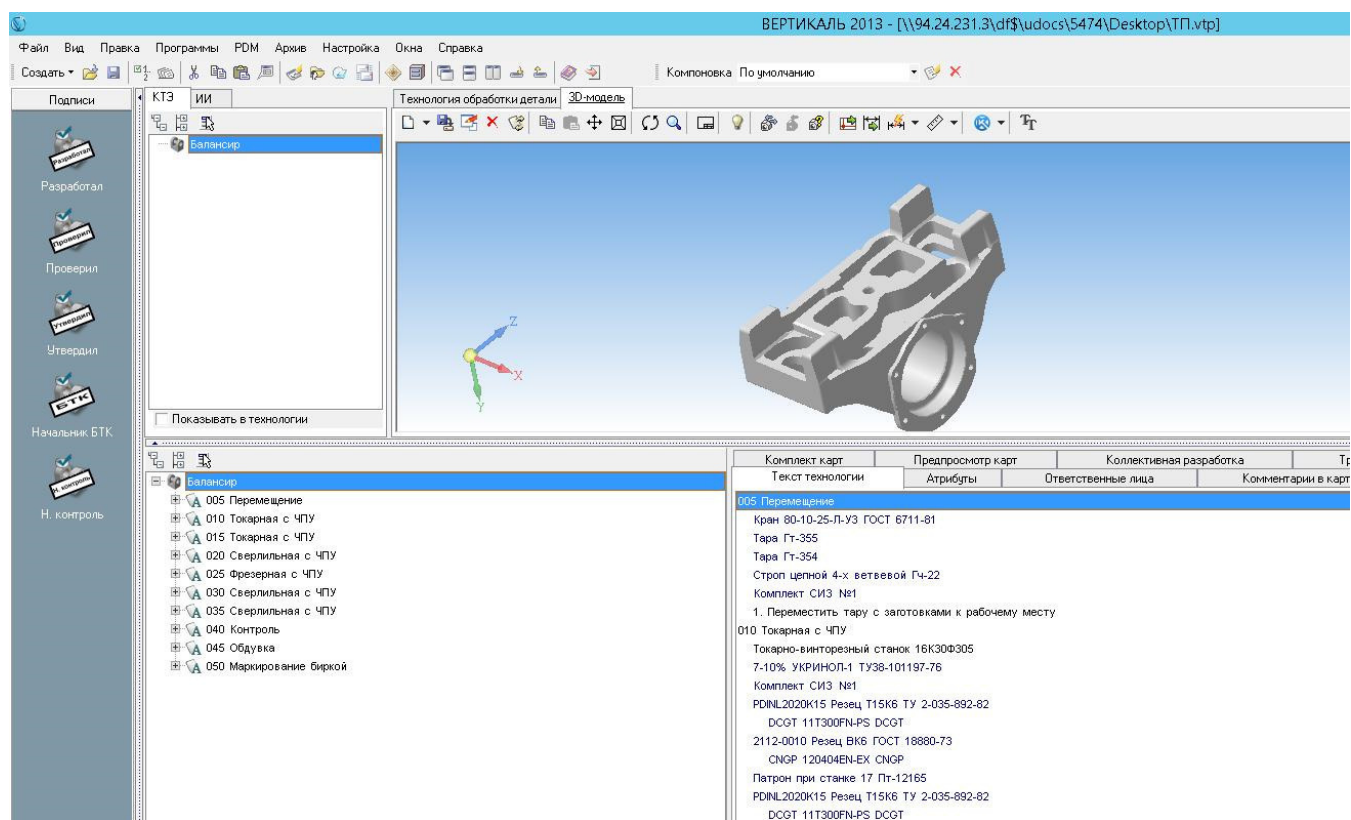 ВЕРТИКАЛЬ 2013 - [\\94.24.231.3\df$\udocs\5474\Desktop\ТП.vtp]
Файл Вид Правка Программы PDM Архив Настройка Окна Справка
Создать Компоновка По умолчанию
Подписи
КТЭ ИИ
Технология обработки детали 3D-модель
Балансир
Разработал
Разработал
Проверил
Проверил
Утвердил
Утвердил
БТК
Начальник БТК
Н. контроль
Н. контроль
Z
X
Y
Показывать в технологии
Балансир
005 Перемещение
010 Токарная с ЧПУ
015 Токарная с ЧПУ
020 Сверлильная с ЧПУ
025 Фрезерная с ЧПУ
030 Сверлильная с ЧПУ
035 Сверлильная с ЧПУ
040 Контроль
045 Обдувка
050 Маркирование биркой
Комплект карт Предпросмотр карт Коллективная разработка Тр
Текст технологии Атрибуты Ответственные лица Комментарии в карт
005 Перемещение
Кран 80-10-25-Л-У3 ГОСТ 6711-81
Тара Гт-355
Тара Гт-354
Строп цепной 4-х ветвевой Гч-22
Комплект СИЗ №1
1. Переместить тару с заготовками к рабочему месту
010 Токарная с ЧПУ
Токарно-винторезный станок 16К30Ф305
7-10% УКРИНОЛ-1 ТУ38-101197-76
Комплект СИЗ №1
PDINL2020K15 Резец Т15К6 ТУ 2-035-892-82
DCGT 11T300FN-PS DCGT
2112-0010 Резец ВК6 ГОСТ 18880-73
CNGP 120404EN-EX CNGP
Патрон при станке 17 Пт-12165
PDINL2020K15 Резец Т15К6 ТУ 2-035-892-82
DCGT 11T300FN-PS DCGT